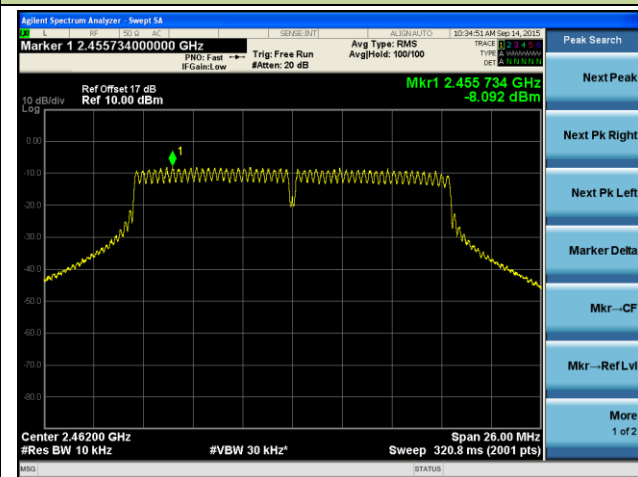 Agilent Spectrum Analyzer - Swept SA
L RF 50 Ω AC SENSE:INT ALIGN AUTO 10:34:51 AM Sep 14, 2015
Marker 1 2.455734000000 GHz
PNO: Fast
IFGain:Low
Trig: Free Run
#Atten: 20 dB
Avg Type: RMS
Avg|Hold: 100/100
TRACE 1 2 3 4 5 6
TYPE A WWWWW
DET A N N N N N
Peak Search
Ref Offset 17 dB
10 dB/div Ref 10.00 dBm
Log
Mkr1 2.455 734 GHz
-8.092 dBm
1
0.00
-10.0
-20.0
-30.0
-40.0
-50.0
-60.0
-70.0
-80.0
Next Peak
Next Pk Right
Next Pk Left
Marker Delta
Mkr→CF
Mkr→Ref Lvl
More
1 of 2
Center 2.46200 GHz Span 26.00 MHz
#Res BW 10 kHz #VBW 30 kHz* Sweep 320.8 ms (2001 pts)
MSG STATUS